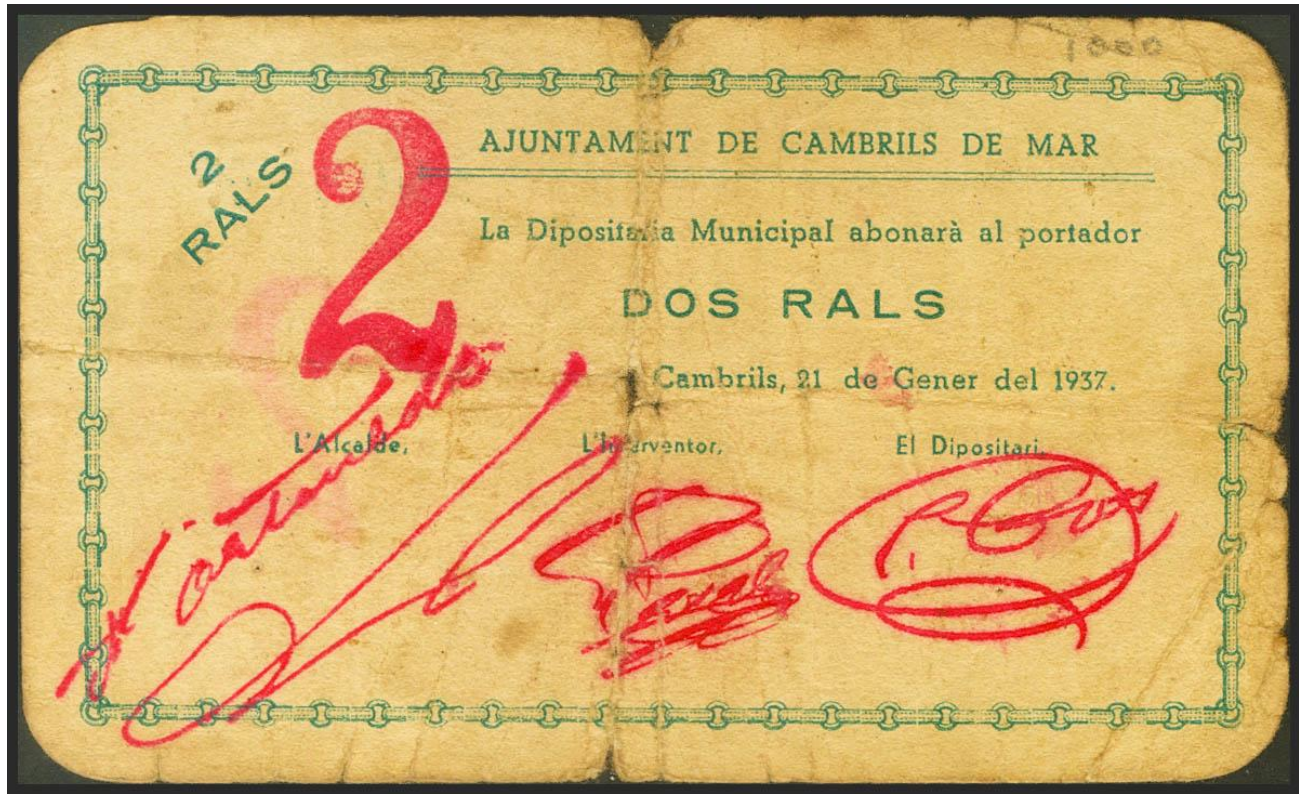 1000
2
RALS
2
AJUNTAMENT DE CAMBRILS DE MAR
La Dipositaria Municipal abonarà al portador
DOS RALS
Cambrils, 21 de Gener del 1937.
L'Alcalde,
L'Interventor,
El Dipositari,